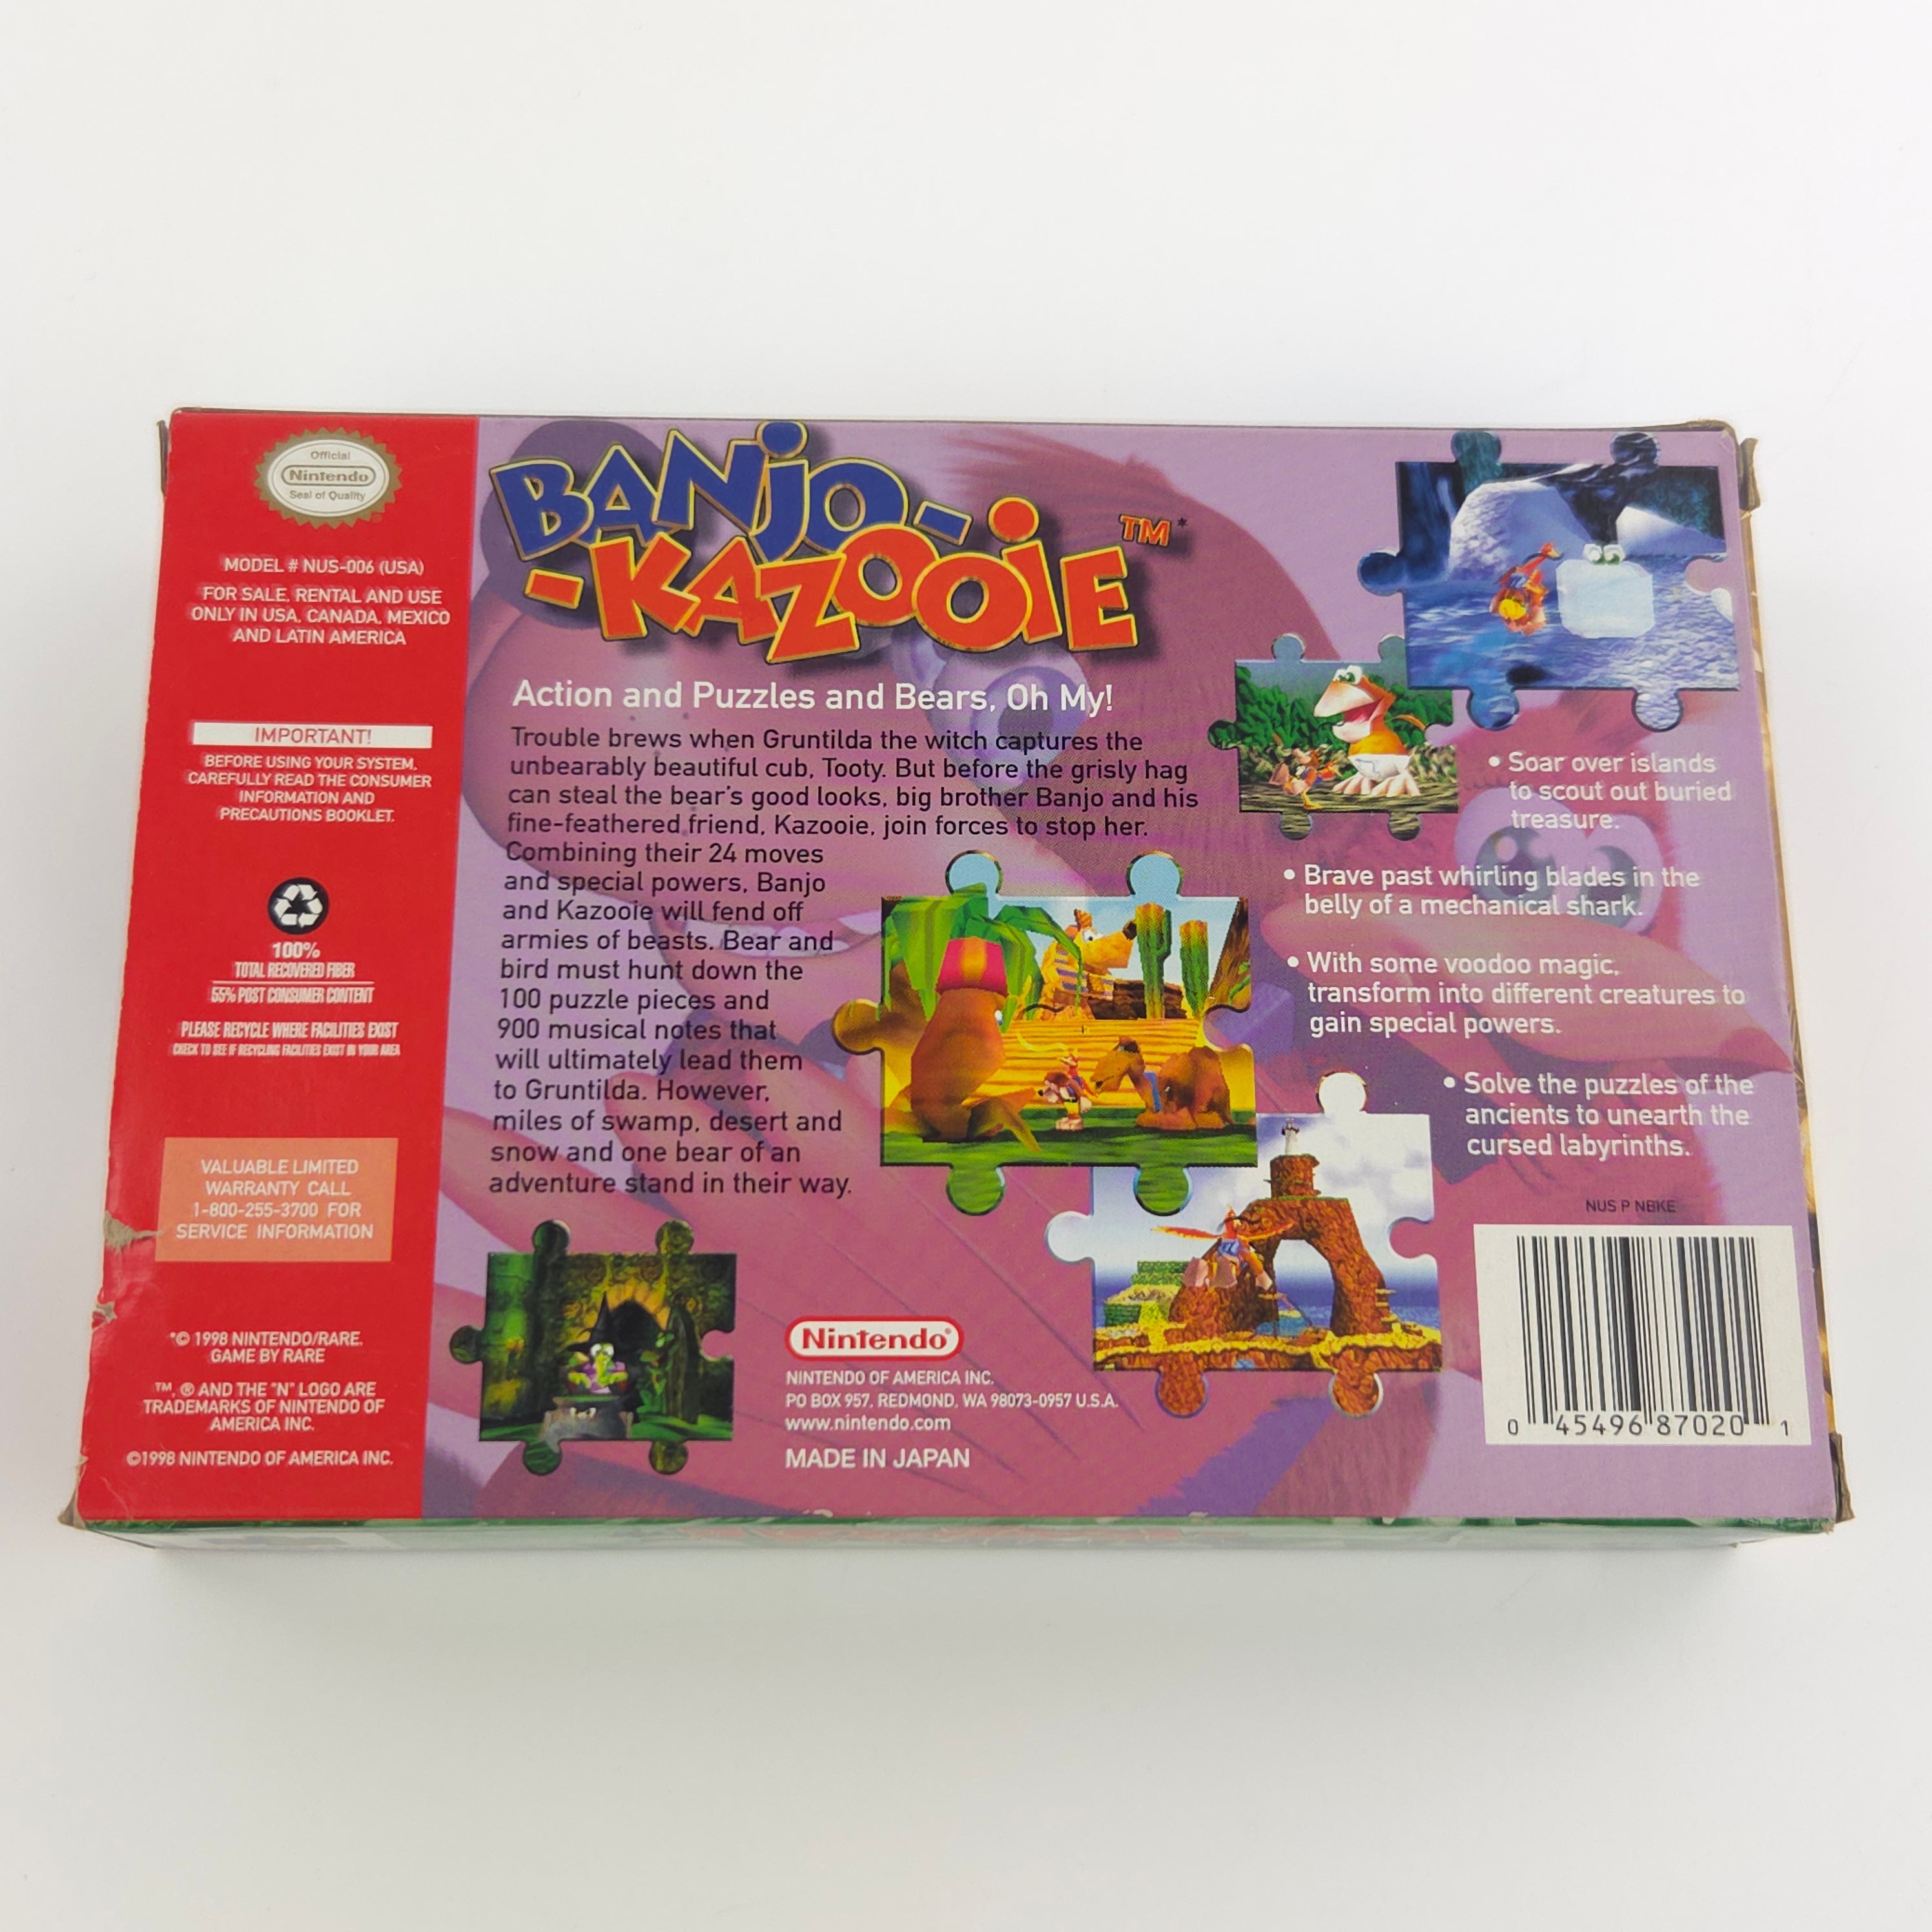 Official
Nintendo
Seal of Quality
MODEL # NUS-006 (USA)
FOR SALE, RENTAL AND USE
ONLY IN USA, CANADA, MEXICO
AND LATIN AMERICA
IMPORTANT!
BEFORE USING YOUR SYSTEM,
CAREFULLY READ THE CONSUMER
INFORMATION AND
PRECAUTIONS BOOKLET.
100%
TOTAL RECOVERED FIBER
55% POST CONSUMER CONTENT
PLEASE RECYCLE WHERE FACILITIES EXIST
CHECK TO SEE IF RECYCLING FACILITIES EXIST IN YOUR AREA
VALUABLE LIMITED
WARRANTY CALL
1-800-255-3700 FOR
SERVICE INFORMATION
*© 1998 NINTENDO/RARE.
GAME BY RARE
™, ® AND THE "N" LOGO ARE
TRADEMARKS OF NINTENDO OF
AMERICA INC.
©1998 NINTENDO OF AMERICA INC.
BANJO-
-KAZOOIE™*
Action and Puzzles and Bears, Oh My!
Trouble brews when Gruntilda the witch captures the
unbearably beautiful cub, Tooty. But before the grisly hag
can steal the bear's good looks, big brother Banjo and his
fine-feathered friend, Kazooie, join forces to stop her.
Combining their 24 moves
and special powers, Banjo
and Kazooie will fend off
armies of beasts. Bear and
bird must hunt down the
100 puzzle pieces and
900 musical notes that
will ultimately lead them
to Gruntilda. However,
miles of swamp, desert and
snow and one bear of an
adventure stand in their way.
• Soar over islands
to scout out buried
treasure.
• Brave past whirling blades in the
belly of a mechanical shark.
• With some voodoo magic,
transform into different creatures to
gain special powers.
• Solve the puzzles of the
ancients to unearth the
cursed labyrinths.
Nintendo®
NINTENDO OF AMERICA INC.
PO BOX 957, REDMOND, WA 98073-0957 U.S.A.
www.nintendo.com
MADE IN JAPAN
NUS P NBKE
0 45496 87020 1